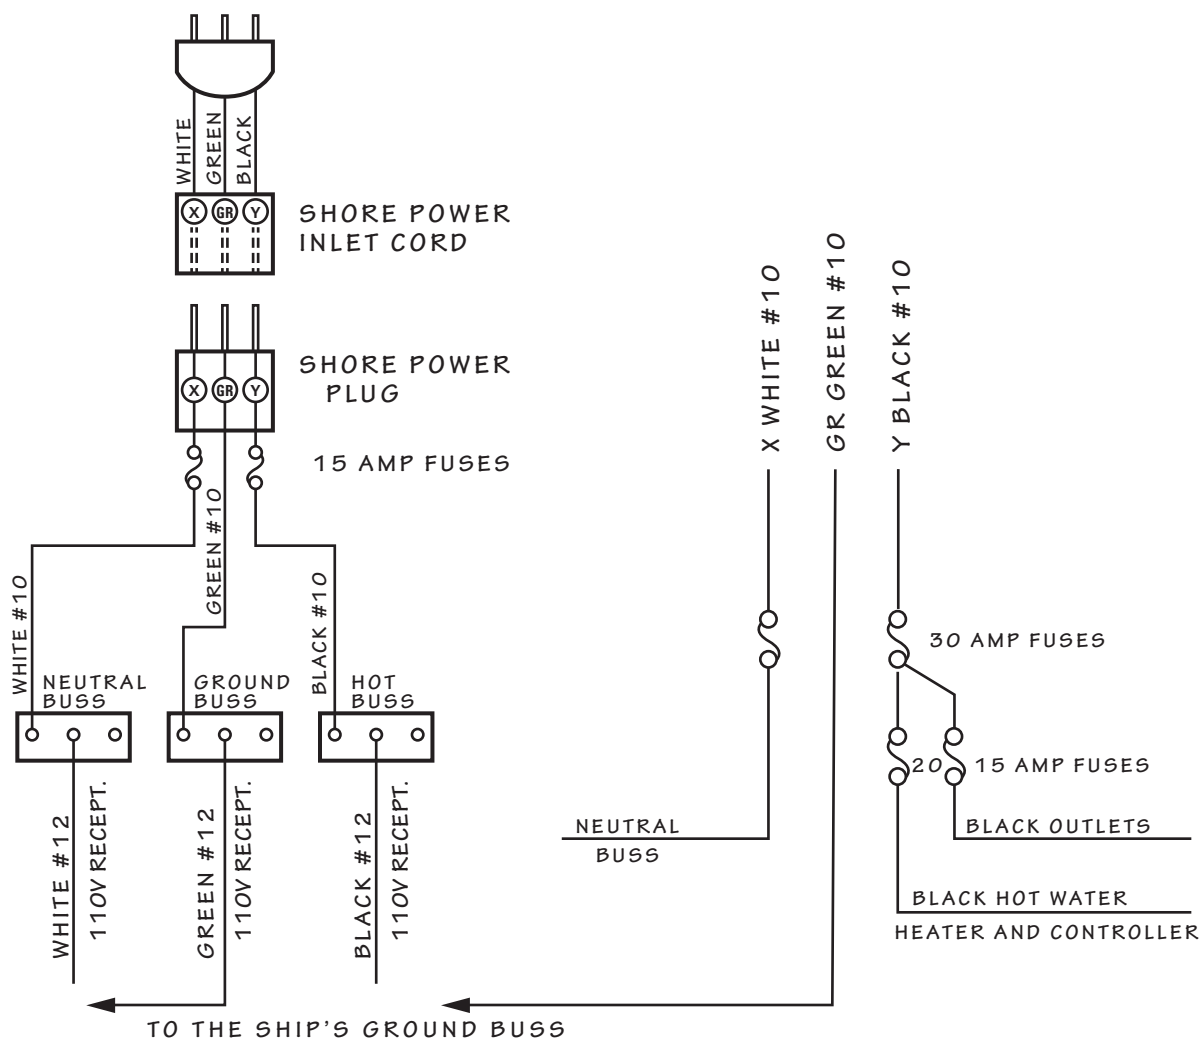 WHITE
GREEN
BLACK
X GR Y
SHORE POWER
INLET CORD
SHORE POWER
PLUG
X GR Y
15 AMP FUSES
WHITE #10
GREEN #10
BLACK #10
NEUTRAL
BUSS
GROUND
BUSS
HOT
BUSS
WHITE #12
110V RECEPT.
GREEN #12
110V RECEPT.
BLACK #12
110V RECEPT.
TO THE SHIP'S GROUND BUSS
X WHITE #10
GR GREEN #10
Y BLACK #10
30 AMP FUSES
20
15 AMP FUSES
NEUTRAL
BUSS
BLACK OUTLETS
BLACK HOT WATER
HEATER AND CONTROLLER